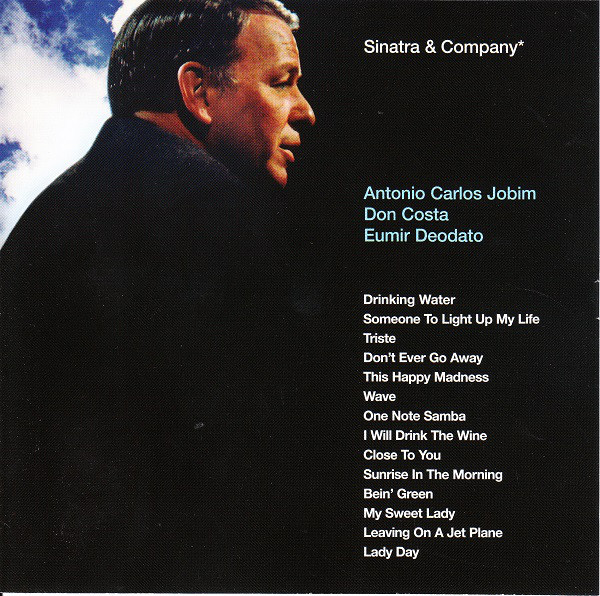 Sinatra & Company*
Antonio Carlos Jobim
Don Costa
Eumir Deodato
Drinking Water
Someone To Light Up My Life
Triste
Don't Ever Go Away
This Happy Madness
Wave
One Note Samba
I Will Drink The Wine
Close To You
Sunrise In The Morning
Bein' Green
My Sweet Lady
Leaving On A Jet Plane
Lady Day